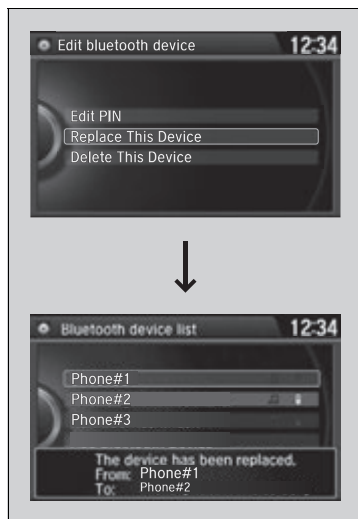 Edit bluetooth device
12:34
Edit PIN
Replace This Device
Delete This Device
Bluetooth device list
12:34
Phone#1
Phone#2
Phone#3
The device has been replaced.
From: Phone#1
To: Phone#2